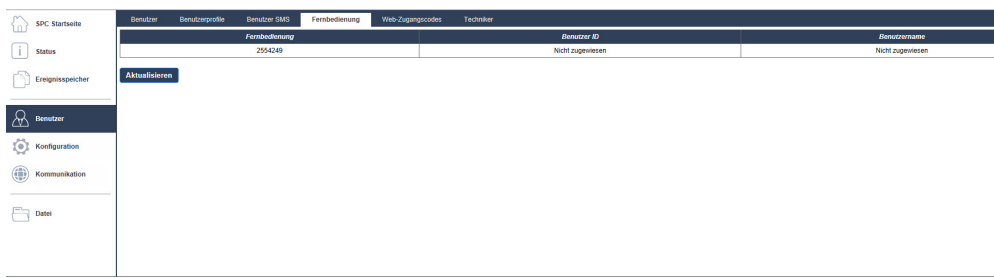 SPC Startseite
Status
Ereignisspeicher
Benutzer
Konfiguration
Kommunikation
Datei
Benutzer Benutzerprofile Benutzer SMS Fernbedienung Web-Zugangscodes Techniker
Fernbedienung Benutzer ID Benutzername
2554249 Nicht zugewiesen Nicht zugewiesen
Aktualisieren